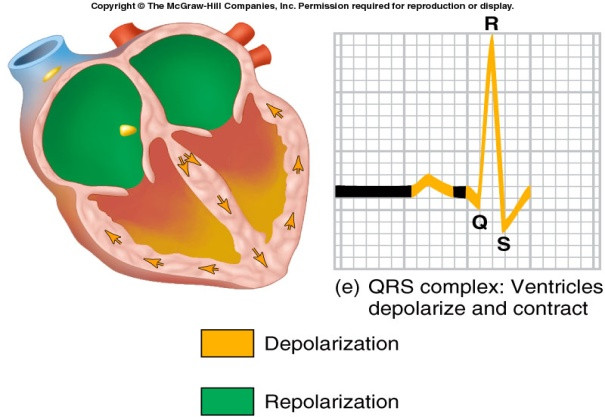 Copyright © The McGraw-Hill Companies, Inc. Permission required for reproduction or display.
R
Q
S
(e) QRS complex: Ventricles
depolarize and contract
Depolarization
Repolarization